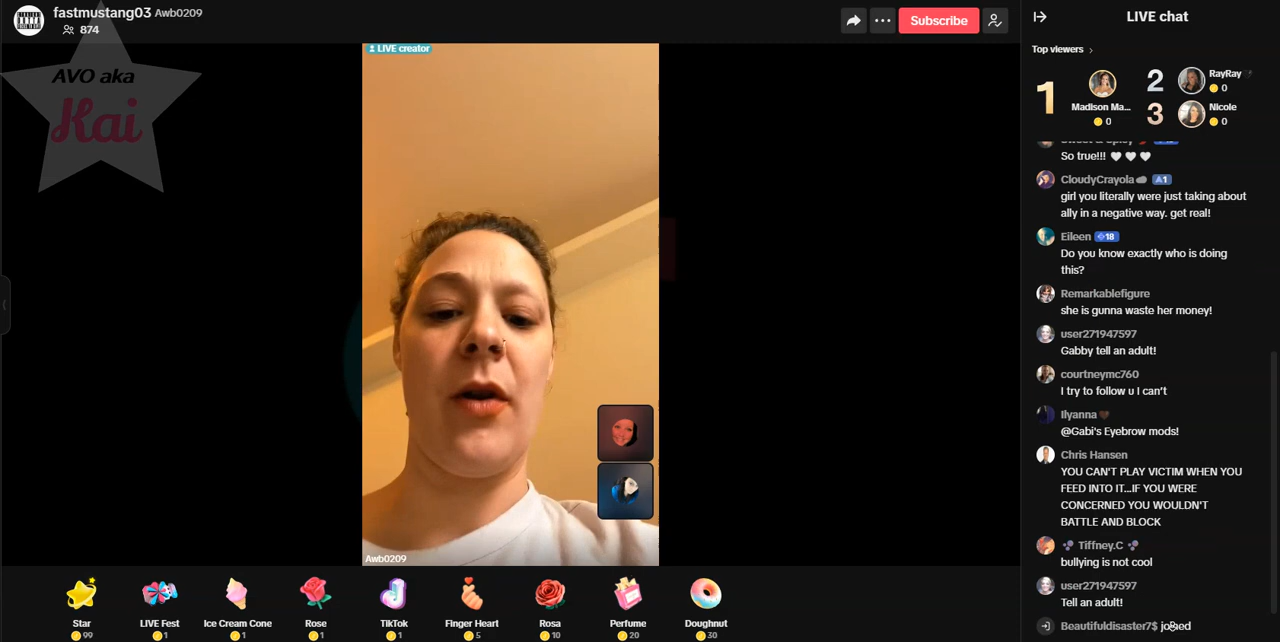 fastmustang03 Awb0209
874
Subscribe
AVO aka
Kai
LIVE creator
Awb0209
Star
99
LIVE Fest
1
Ice Cream Cone
1
Rose
1
TikTok
1
Finger Heart
5
Rosa
10
Perfume
20
Doughnut
30
LIVE chat
Top viewers
1
Madison Ma...
0
2
RayRay
0
3
Nicole
0
So true!!! 🤍 🤍 🤍
CloudyCrayola 1
girl you literally were just taking about
ally in a negative way. get real!
Eileen 18
Do you know exactly who is doing
this?
Remarkablefigure
she is gunna waste her money!
user271947597
Gabby tell an adult!
courtneymc760
I try to follow u I can't
Ilyanna
@Gabi's Eyebrow mods!
Chris Hansen
YOU CAN'T PLAY VICTIM WHEN YOU
FEED INTO IT...IF YOU WERE
CONCERNED YOU WOULDN'T
BATTLE AND BLOCK
Tiffney.C
bullying is not cool
user271947597
Tell an adult!
Beautifuldisaster7$ joined